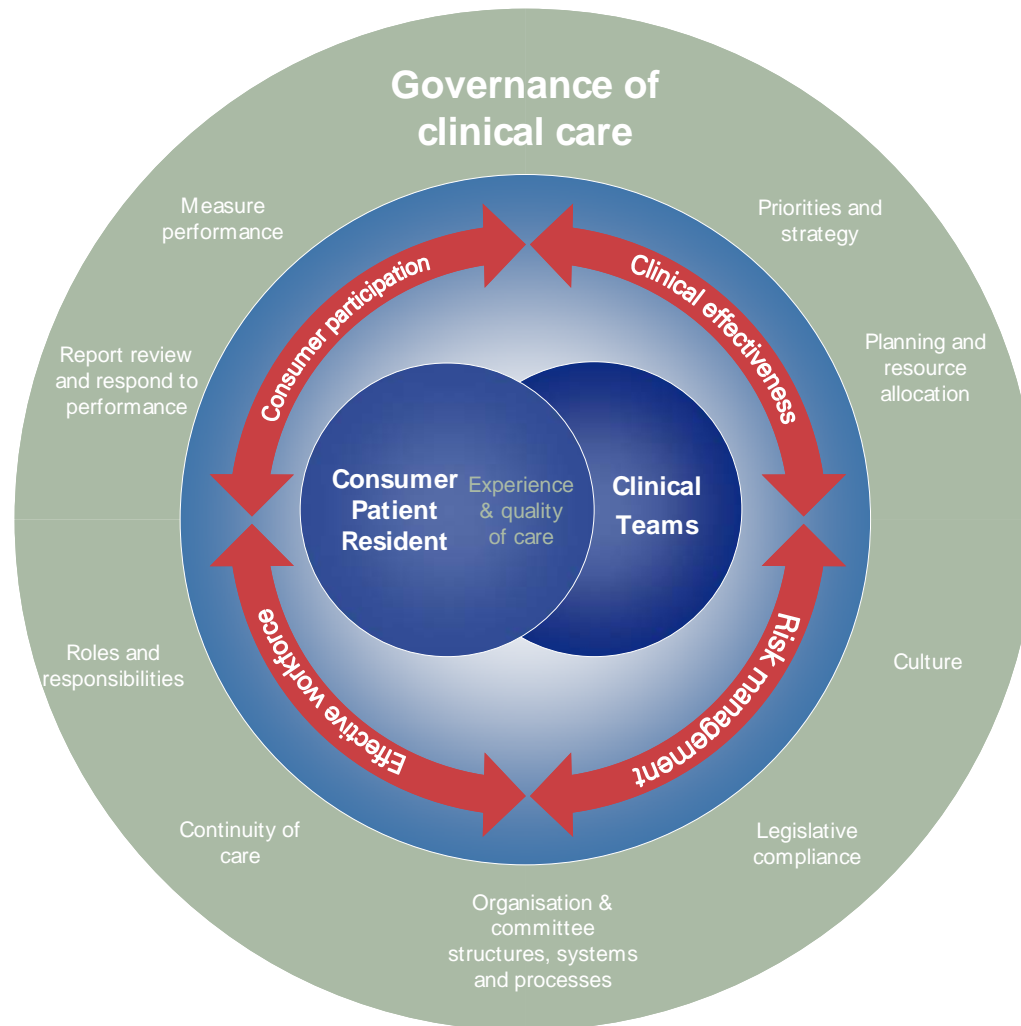 Governance of
clinical care
Measure
performance
Priorities and
strategy
Consumer participation
Clinical effectiveness
Report review
and respond to
performance
Planning and
resource
allocation
Consumer
Patient
Resident
Experience
& quality
of care
Clinical
Teams
Roles and
responsibilities
Effective workforce
Risk management
Culture
Continuity of
care
Legislative
compliance
Organisation &
committee
structures, systems
and processes